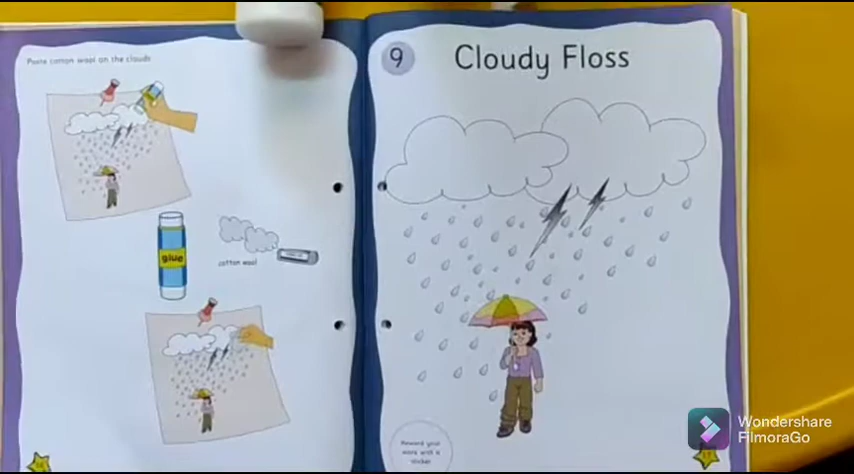 Paste cotton wool on the clouds
glue
cotton wool
9
Cloudy Floss
Reward your
work with a
sticker
Wondershare
FilmoraGo